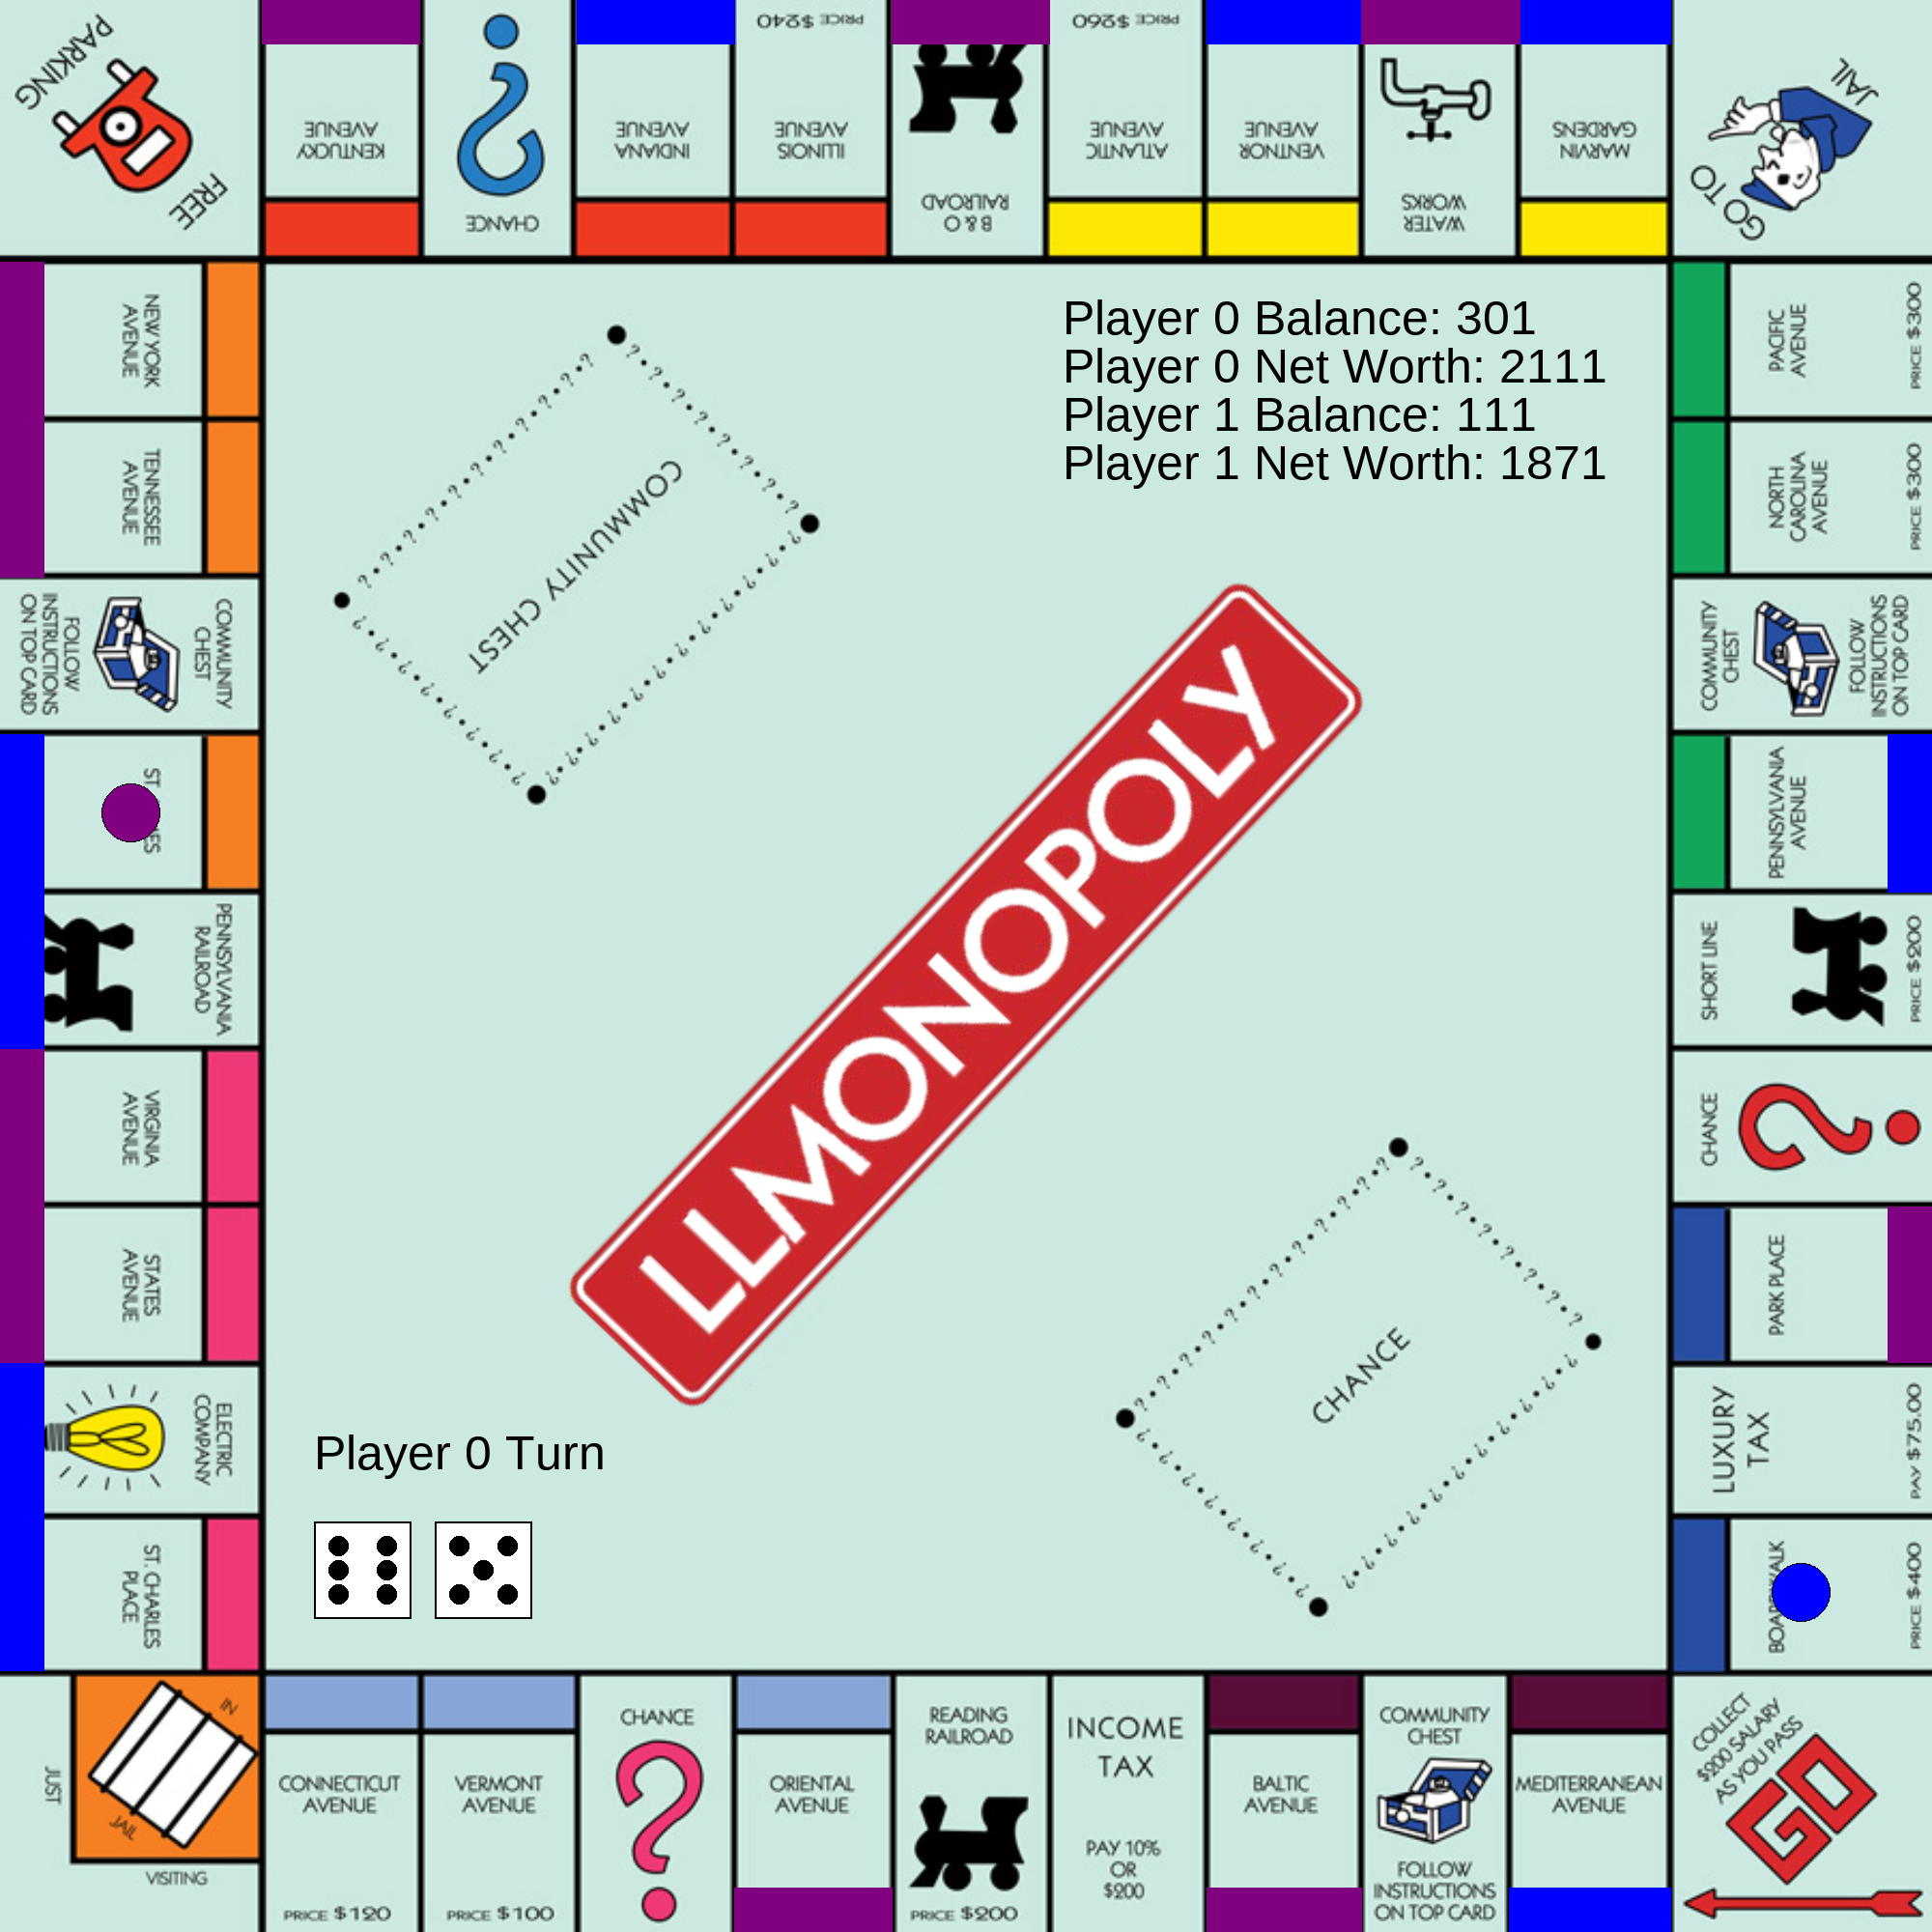 FREE
PARKING
KENTUCKY
AVENUE
CHANCE
INDIANA
AVENUE
ILLINOIS
AVENUE
PRICE $240
B & O
RAILROAD
ATLANTIC
AVENUE
PRICE $260
VENTNOR
AVENUE
WATER
WORKS
MARVIN
GARDENS
GO TO
JAIL
NEW YORK
AVENUE
TENNESSEE
AVENUE
COMMUNITY
CHEST
FOLLOW
INSTRUCTIONS
ON TOP CARD
ST
ES
PENNSYLVANIA
RAILROAD
VIRGINIA
AVENUE
STATES
AVENUE
ELECTRIC
COMPANY
ST. CHARLES
PLACE
Player 0 Balance: 301
Player 0 Net Worth: 2111
Player 1 Balance: 111
Player 1 Net Worth: 1871
COMMUNITY CHEST
LLMONOPOLY
CHANCE
Player 0 Turn
PACIFIC
AVENUE
PRICE $300
NORTH
CAROLINA
AVENUE
PRICE $300
COMMUNITY
CHEST
FOLLOW
INSTRUCTIONS
ON TOP CARD
PENNSYLVANIA
AVENUE
SHORT LINE
PRICE $200
CHANCE
PARK PLACE
LUXURY
TAX
PAY $75.00
PRICE $400
JUST
VISITING
IN
JAIL
CONNECTICUT
AVENUE
PRICE $120
VERMONT
AVENUE
PRICE $100
CHANCE
ORIENTAL
AVENUE
READING
RAILROAD
PRICE $200
INCOME
TAX
PAY 10%
OR
$200
BALTIC
AVENUE
COMMUNITY
CHEST
FOLLOW
INSTRUCTIONS
ON TOP CARD
MEDITERRANEAN
AVENUE
COLLECT
$200 SALARY
AS YOU PASS
GO